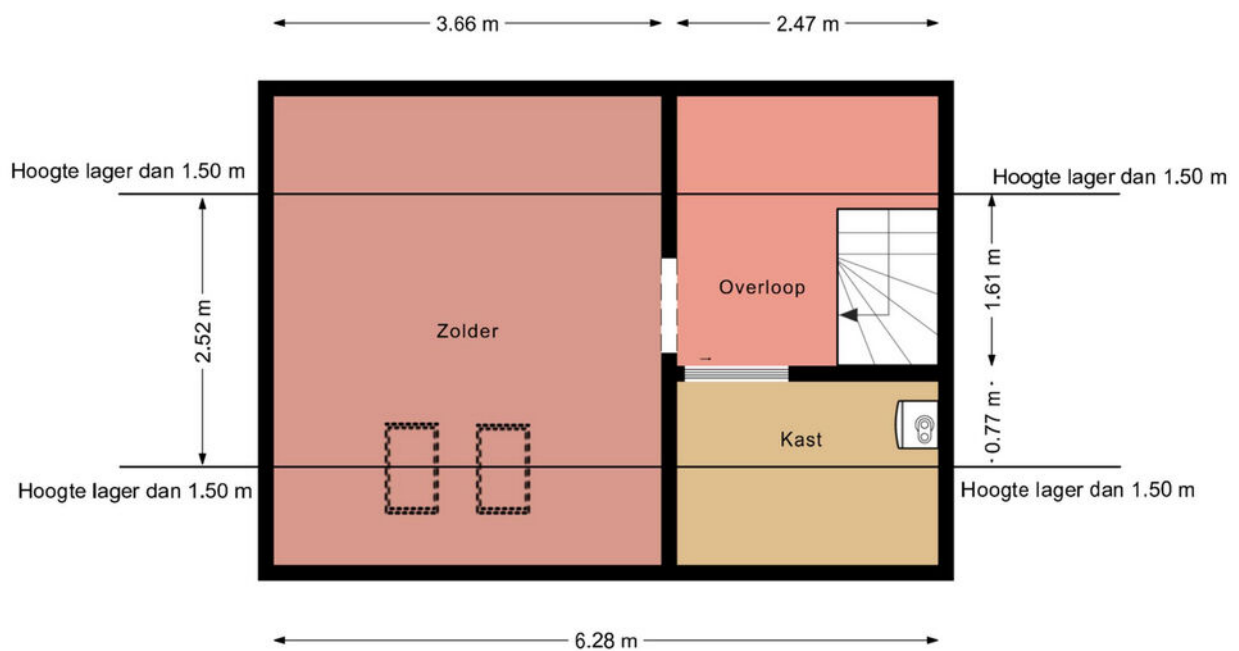 3.66 m
2.47 m
Hoogte lager dan 1.50 m
Hoogte lager dan 1.50 m
2.52 m
1.61 m
Overloop
Zolder
0.77 m
Kast
Hoogte lager dan 1.50 m
Hoogte lager dan 1.50 m
6.28 m